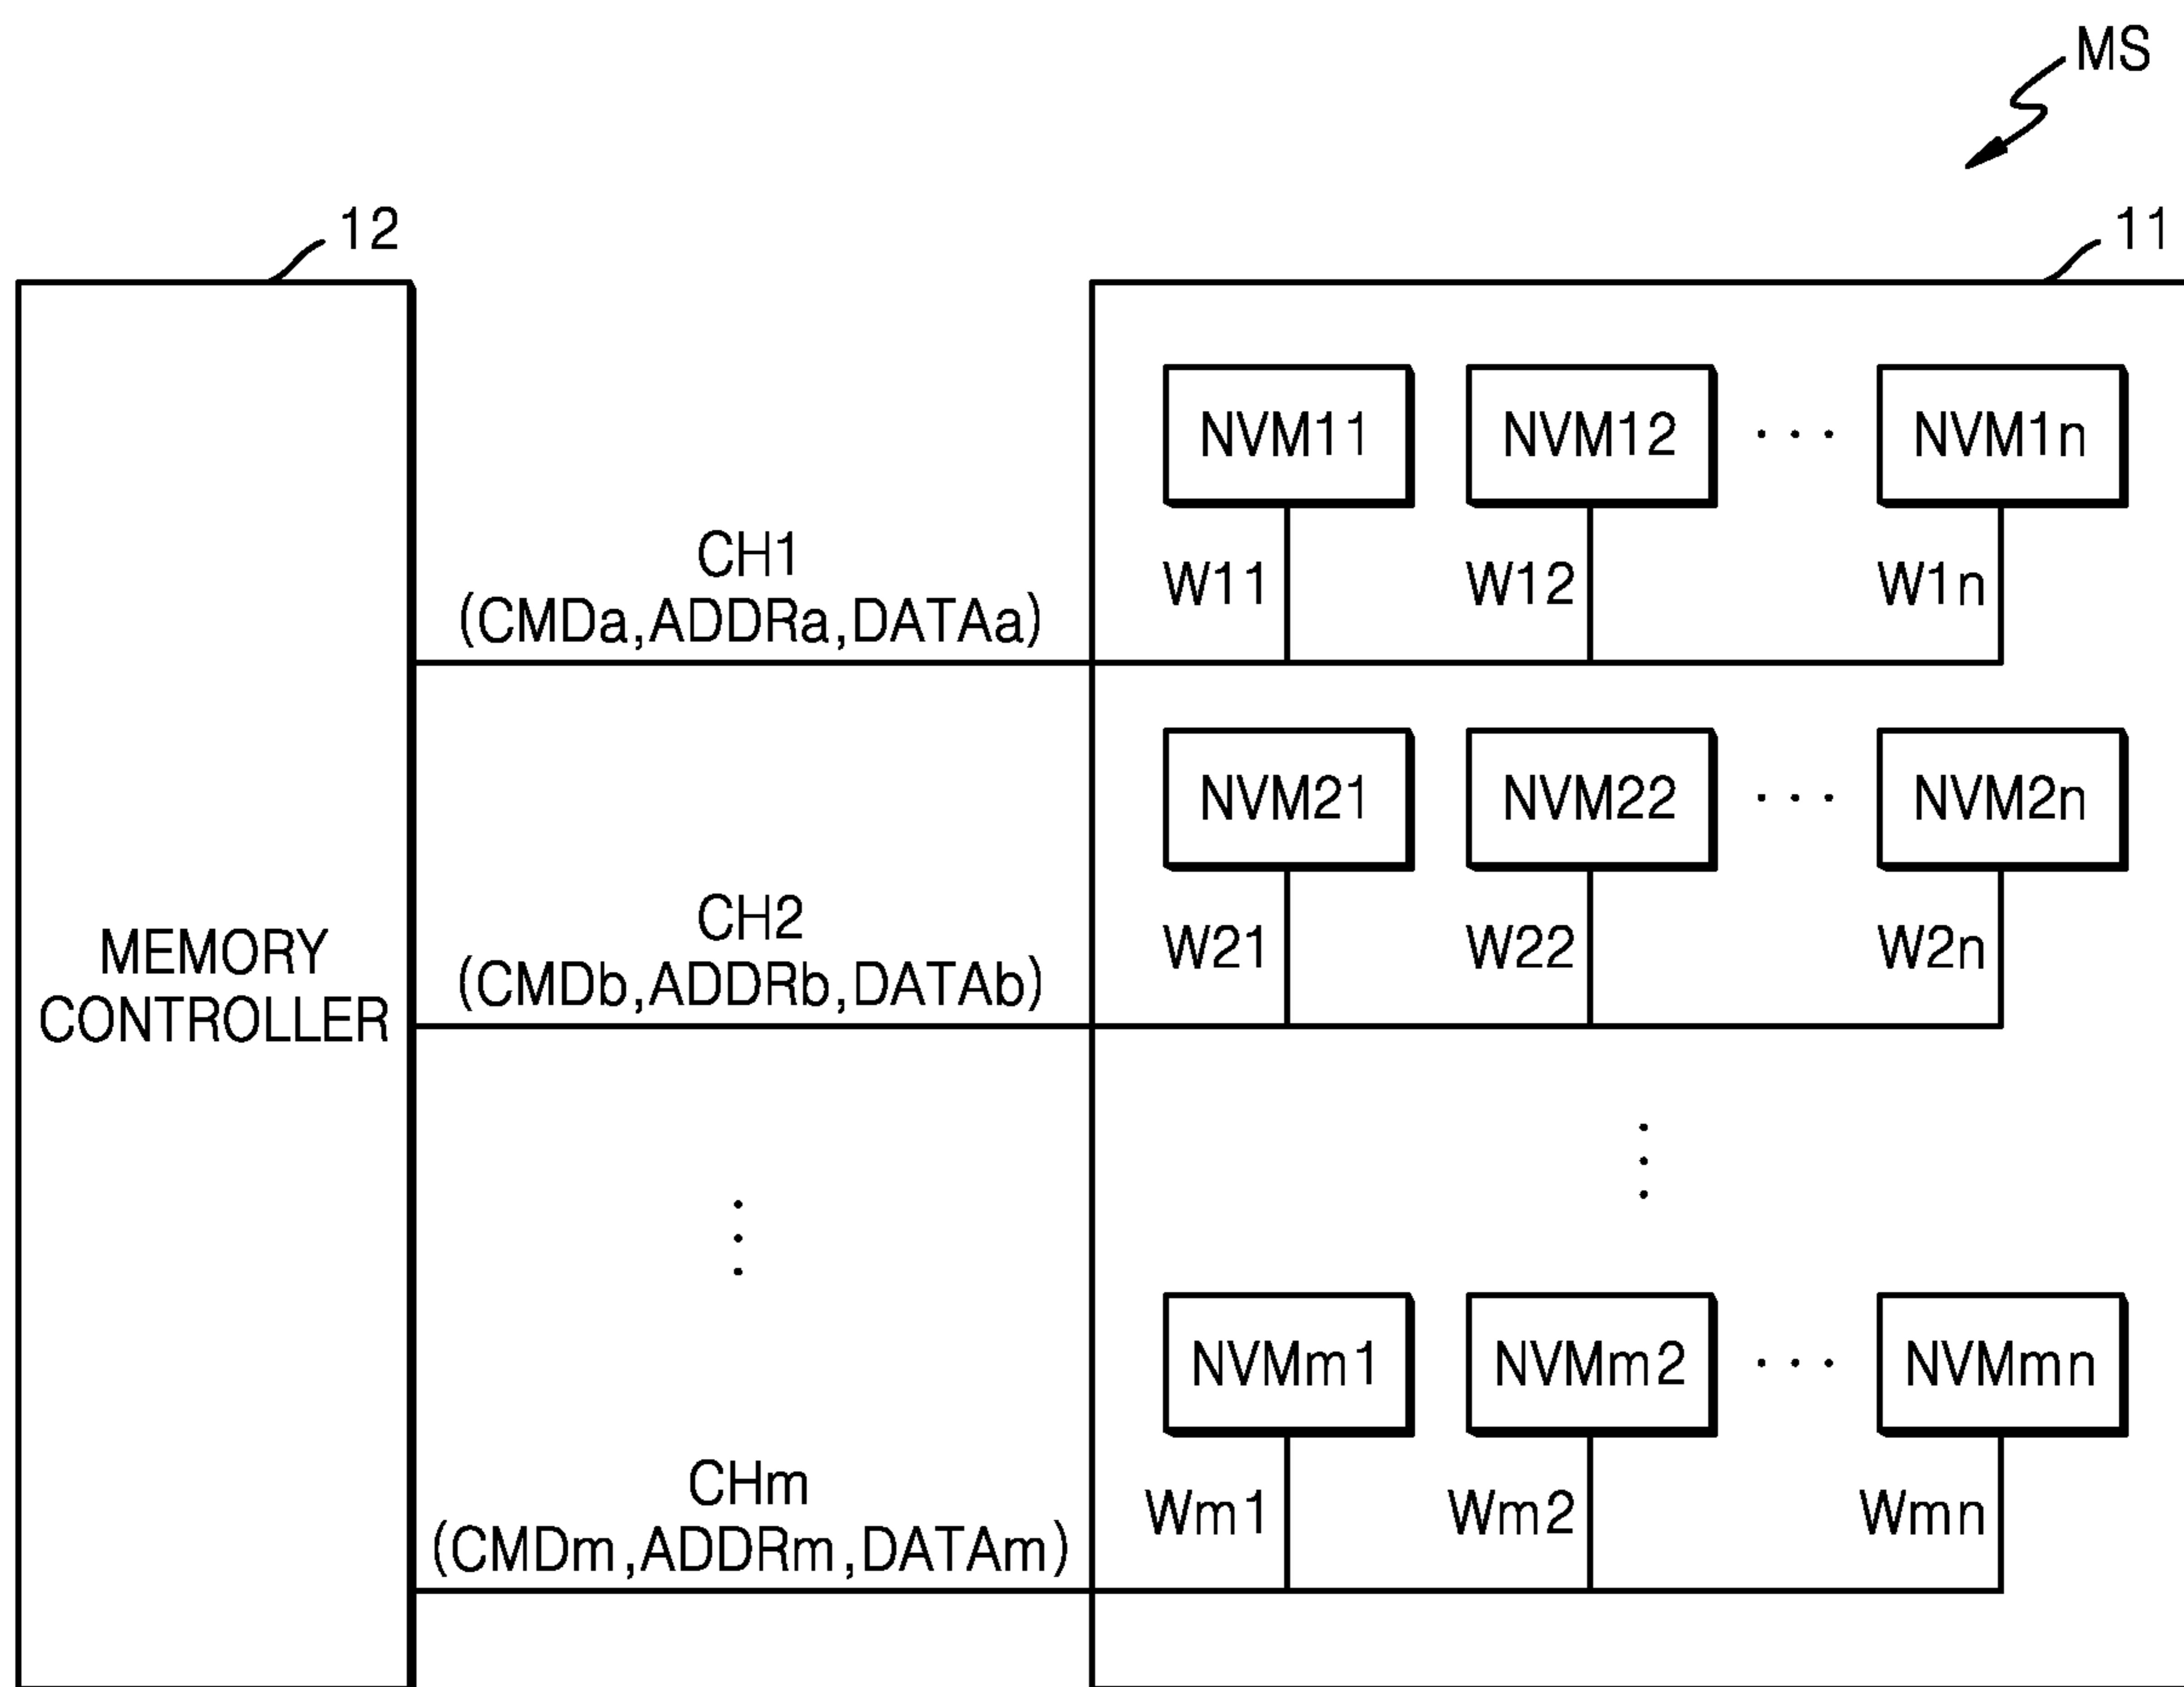 MS
12
11
NVM11 NVM12 ··· NVM1n
CH1
(CMDa,ADDRa,DATAa)
W11 W12 W1n
NVM21 NVM22 ··· NVM2n
CH2
(CMDb,ADDRb,DATAb)
W21 W22 W2n
MEMORY
CONTROLLER
NVMm1 NVMm2 ··· NVMmn
CHm
(CMDm,ADDRm,DATAm)
Wm1 Wm2 Wmn